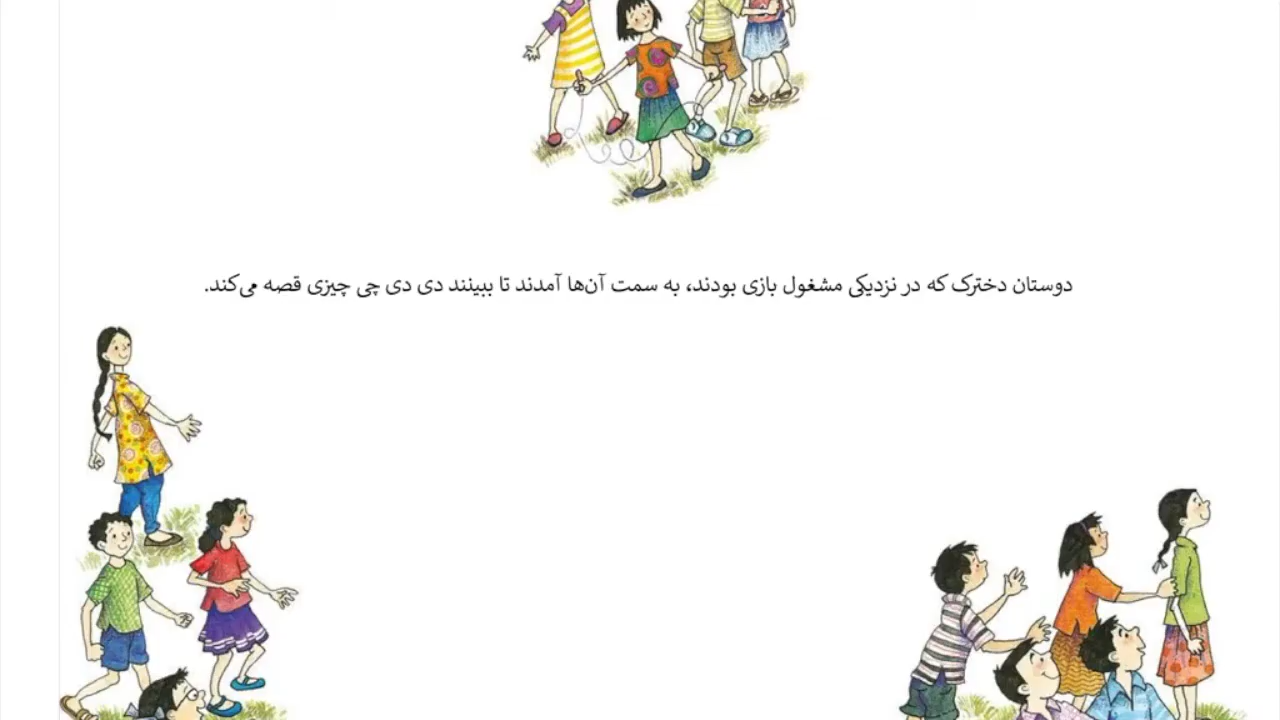 دوستان دخترک که در نزدیکی مشغول بازی بودند، به سمت آن‌ها آمدند تا ببینند دی دی چی چیزی قصه می‌کند.